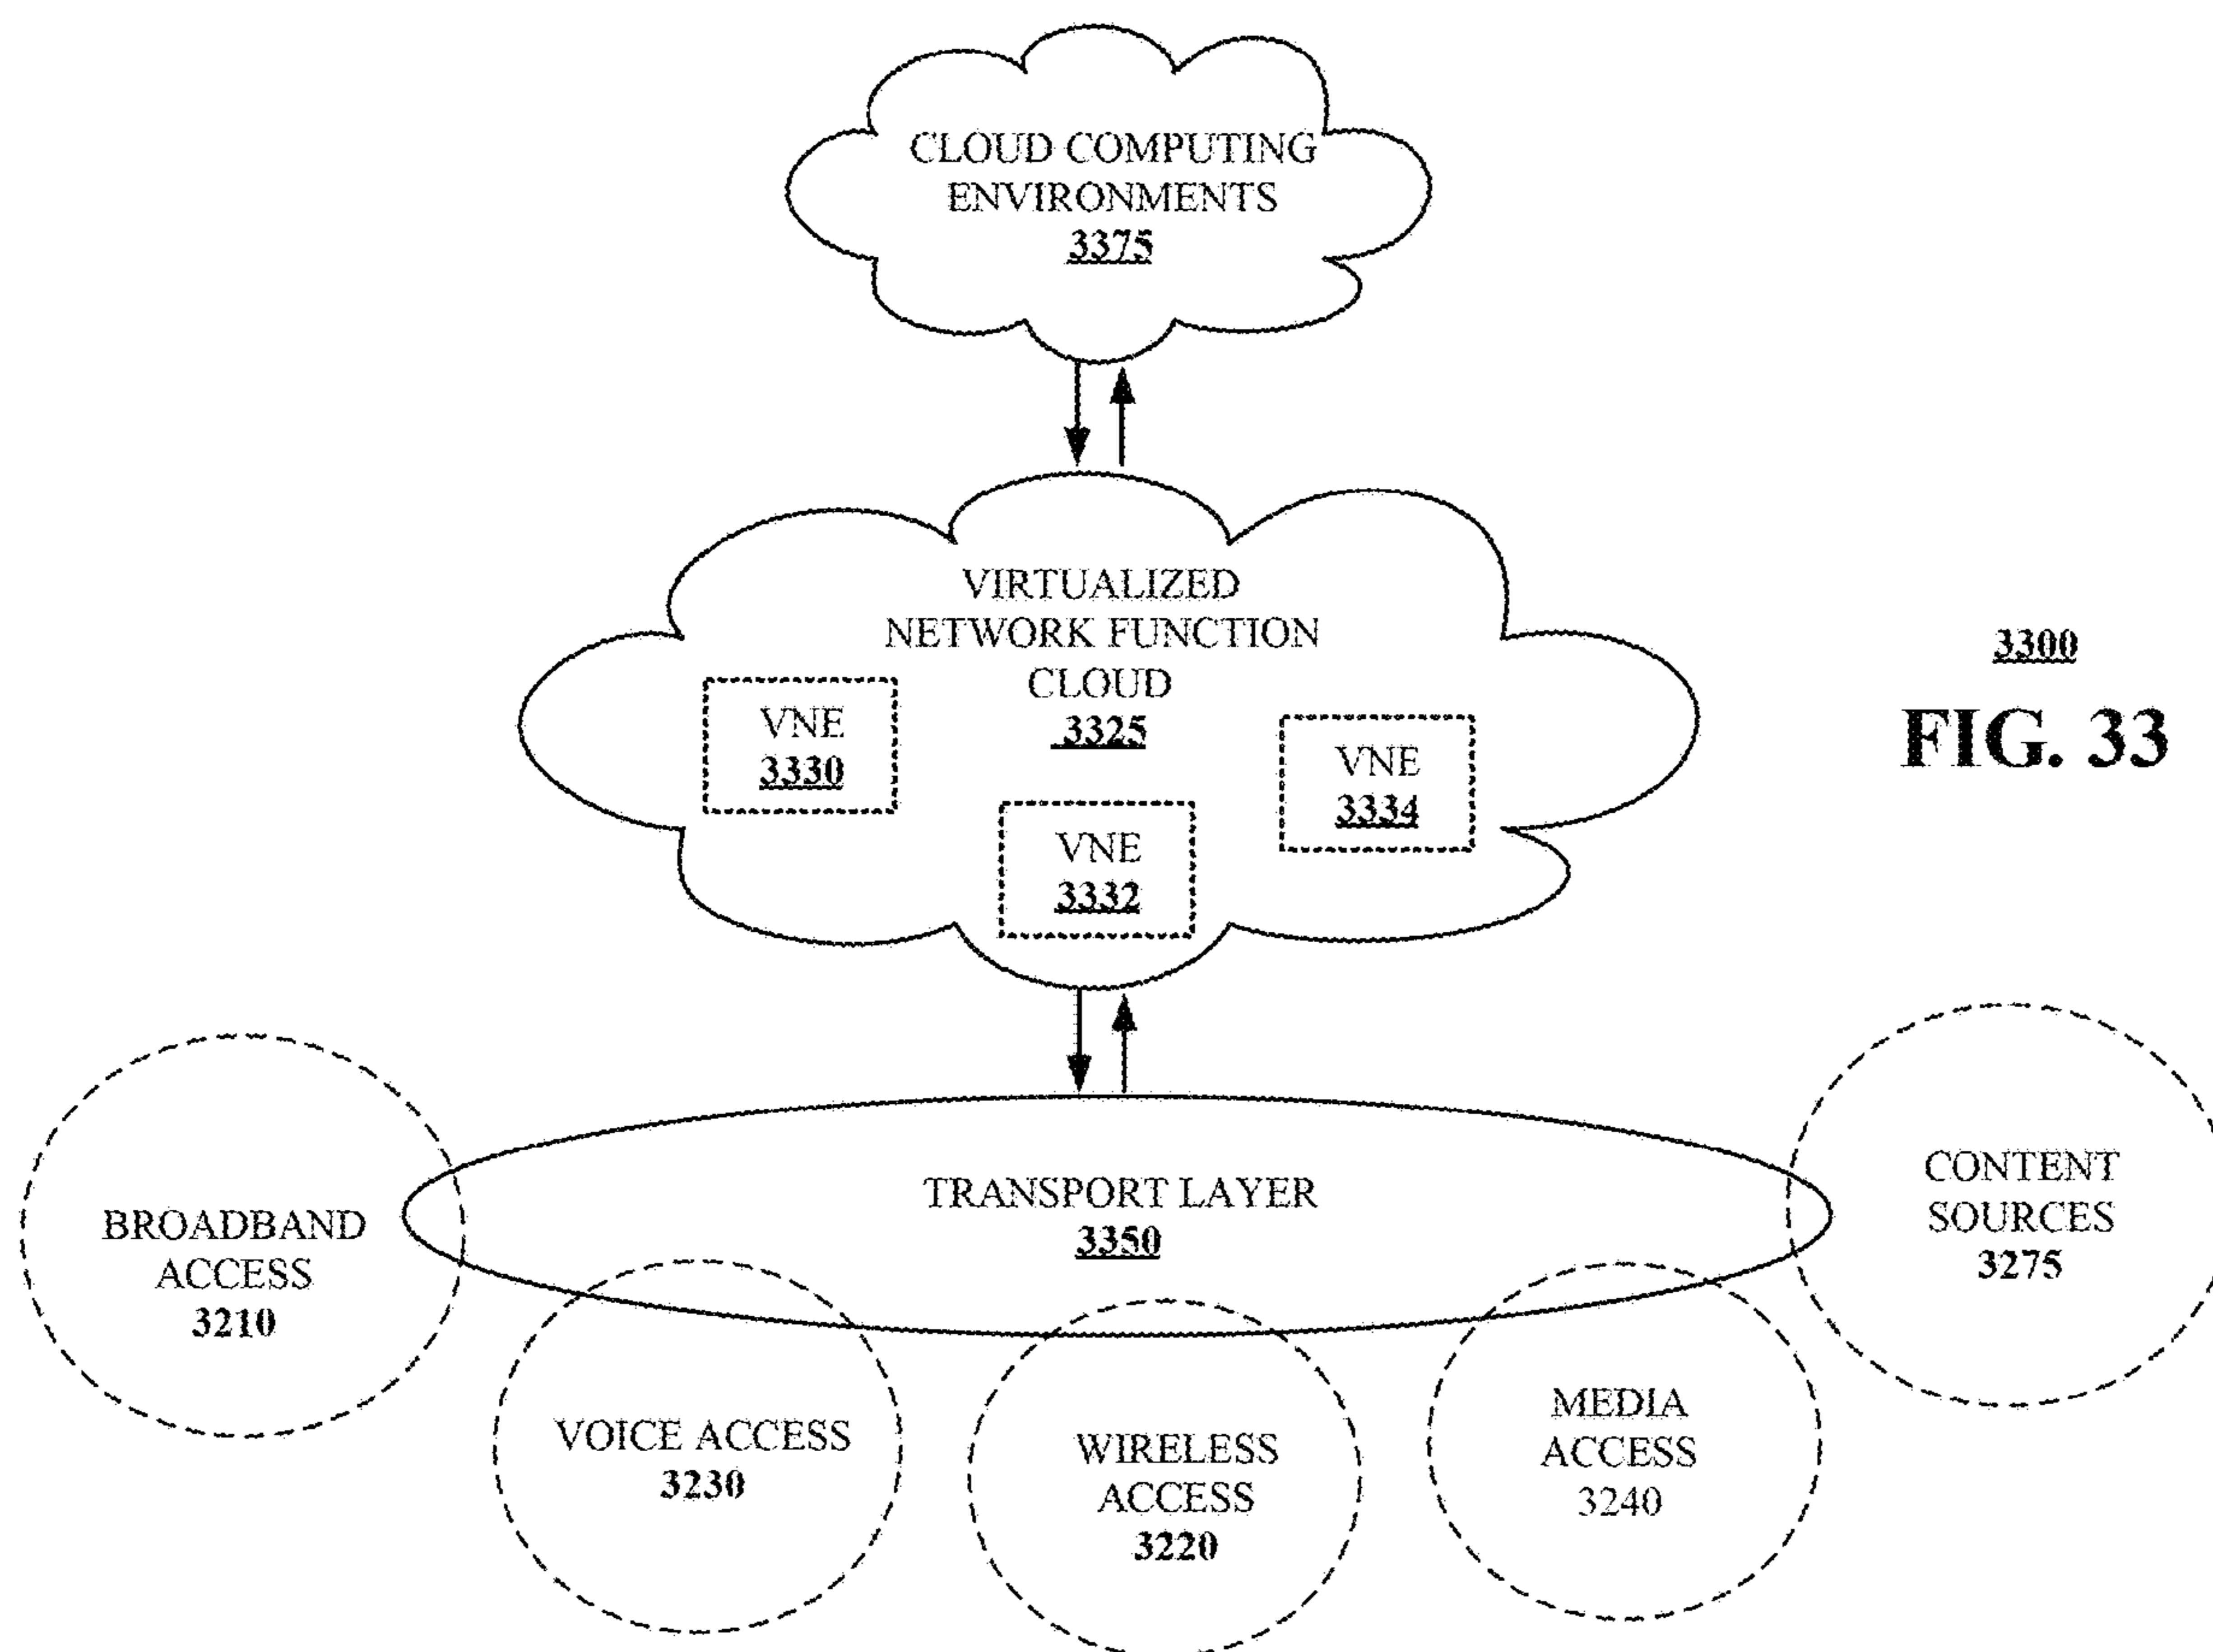 CLOUD COMPUTING
ENVIRONMENTS
3375
VIRTUALIZED
NETWORK FUNCTION
CLOUD
3325
VNE
3330
VNE
3332
VNE
3334
3300
FIG. 33
TRANSPORT LAYER
3350
BROADBAND
ACCESS
3210
VOICE ACCESS
3230
WIRELESS
ACCESS
3220
MEDIA
ACCESS
3240
CONTENT
SOURCES
3275